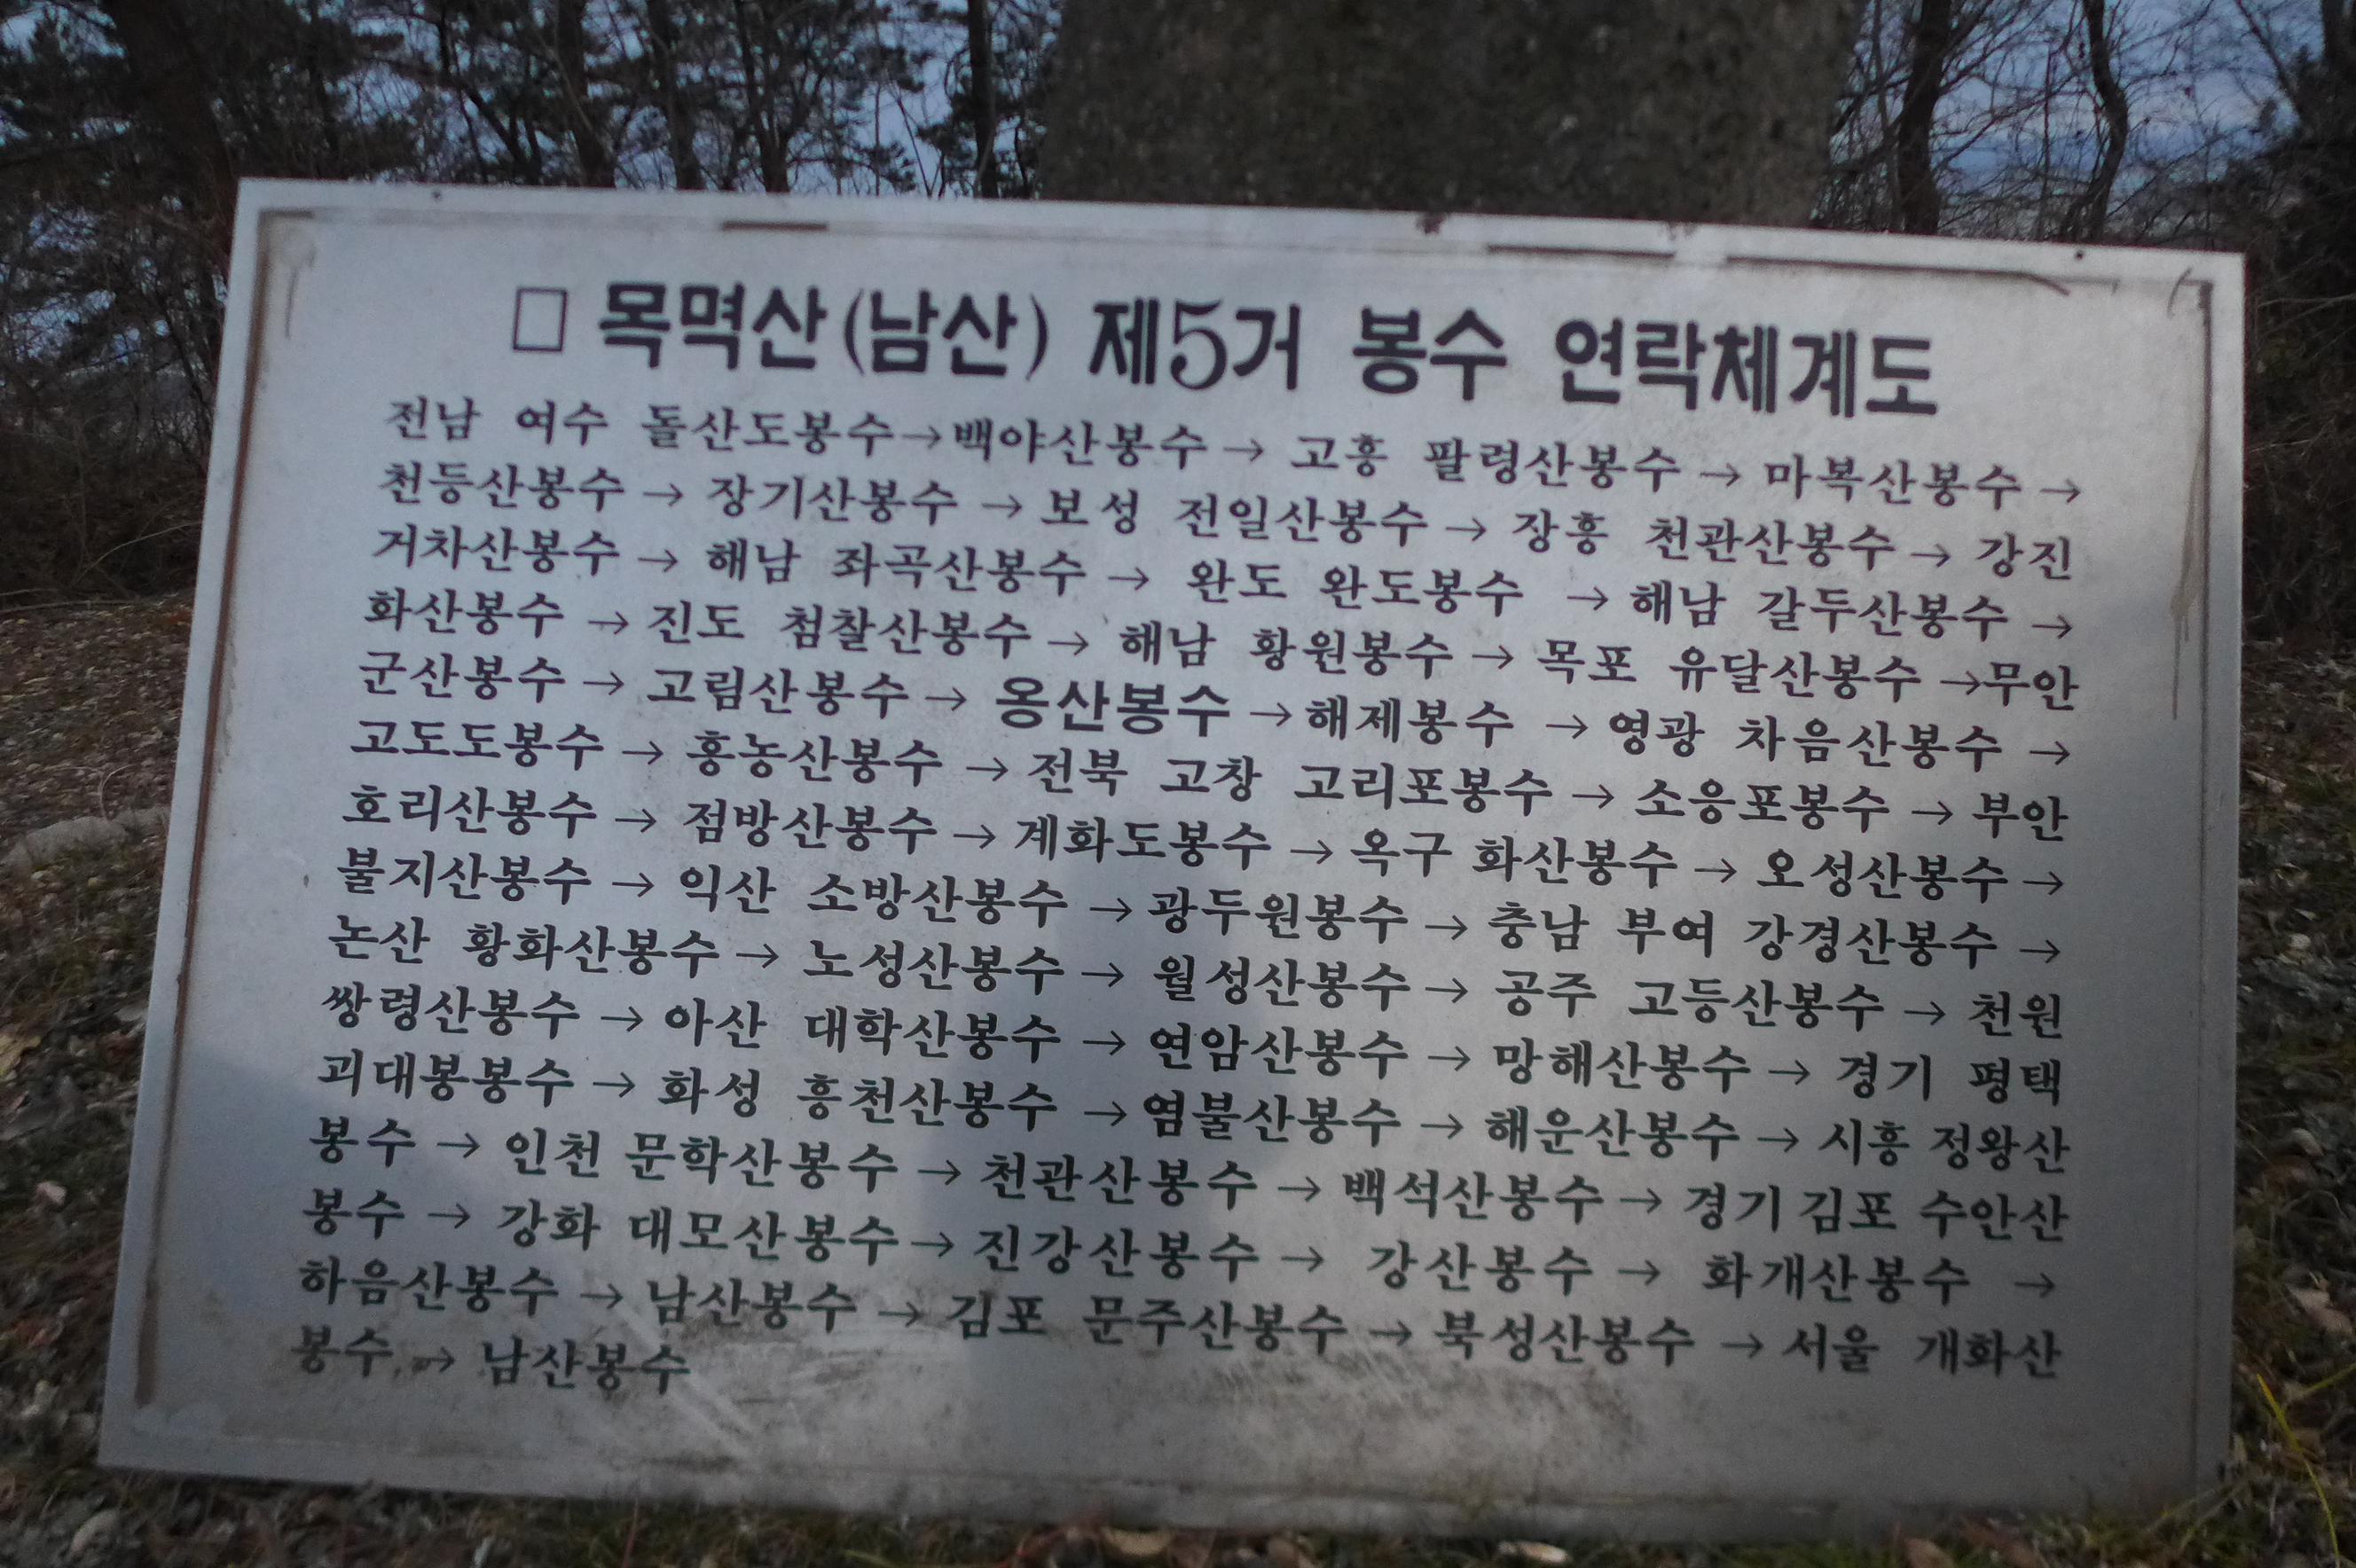 □ 목멱산(남산) 제5거 봉수 연락체계도
전남 여수 돌산도봉수→백야산봉수→ 고흥 팔령산봉수→ 마복산봉수→
천등산봉수→ 장기산봉수→ 보성 전일산봉수→ 장흥 천관산봉수→ 강진
거차산봉수→ 해남 좌곡산봉수→ 완도 완도봉수 →해남 갈두산봉수→
화산봉수→ 진도 첨찰산봉수→ 해남 황원봉수→ 목포 유달산봉수→무안
군산봉수→ 고림산봉수→ 옹산봉수→해제봉수 →영광 차음산봉수→
고도도봉수→ 홍농산봉수→ 전북 고창 고리포봉수→ 소응포봉수→ 부안
호리산봉수→ 점방산봉수→계화도봉수→옥구 화산봉수→ 오성산봉수→
불지산봉수→ 익산 소방산봉수→광두원봉수→ 충남 부여 강경산봉수→
논산 황화산봉수→ 노성산봉수→ 월성산봉수→ 공주 고등산봉수→ 천원
쌍령산봉수→ 아산 대학산봉수→ 연암산봉수→ 망해산봉수→ 경기 평택
괴대봉봉수→ 화성 흥천산봉수→염불산봉수→ 해운산봉수→시흥 정왕산
봉수→ 인천 문학산봉수→ 천관산봉수→백석산봉수→ 경기 김포 수안산
봉수→ 강화 대모산봉수→ 진강산봉수→ 강산봉수→ 화개산봉수 →
하음산봉수→ 남산봉수→ 김포 문주산봉수→ 북성산봉수→ 서울 개화산
봉수→ 남산봉수